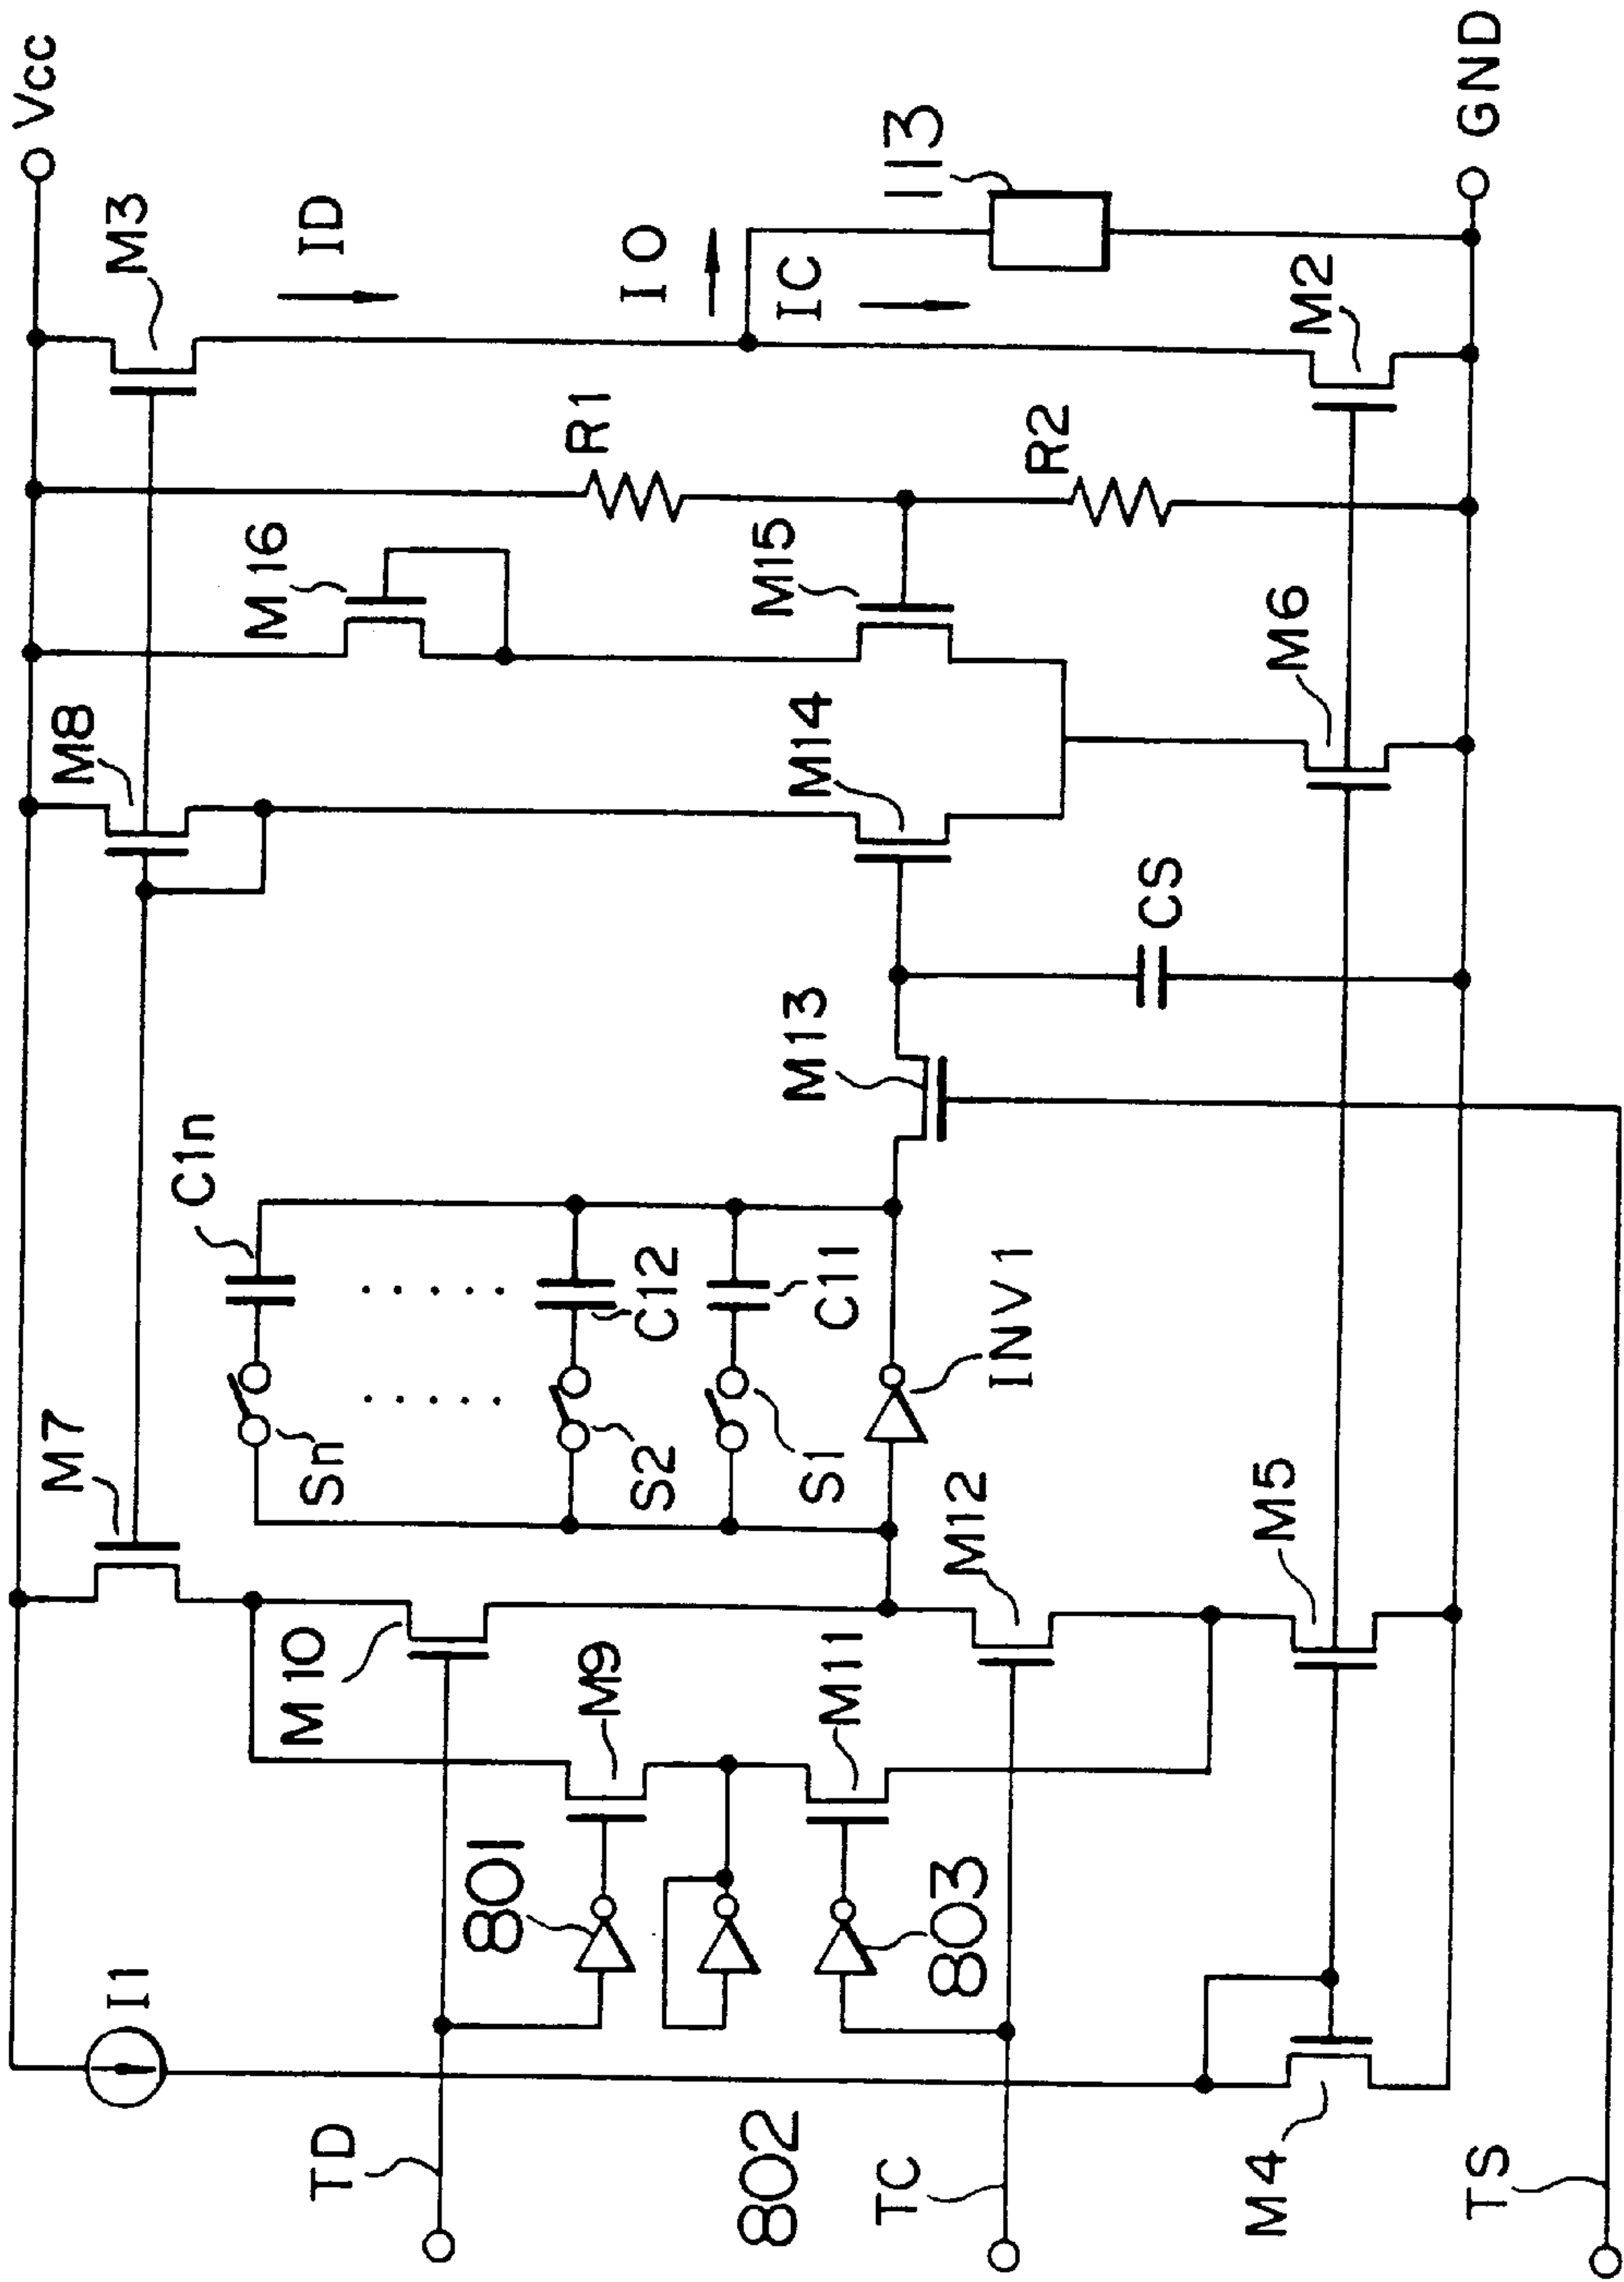 Vcc
M3
ID
M8
M16
R1
IO
IC
113
M7
C1n
Sn
C12
S2
C11
S1
INV1
M13
M14
M15
R2
CS
M6
M2
GND
I1
TD
M10
801
M9
802
M11
803
M12
TC
M5
M4
TS